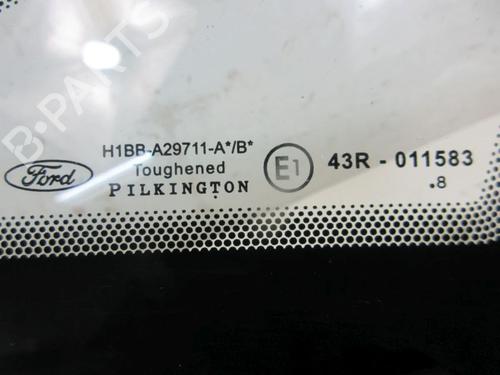 B-PARTS
H1BB-A29711-A*/B*
Ford
Toughened
E1
43R - 011583
PILKINGTON
.8